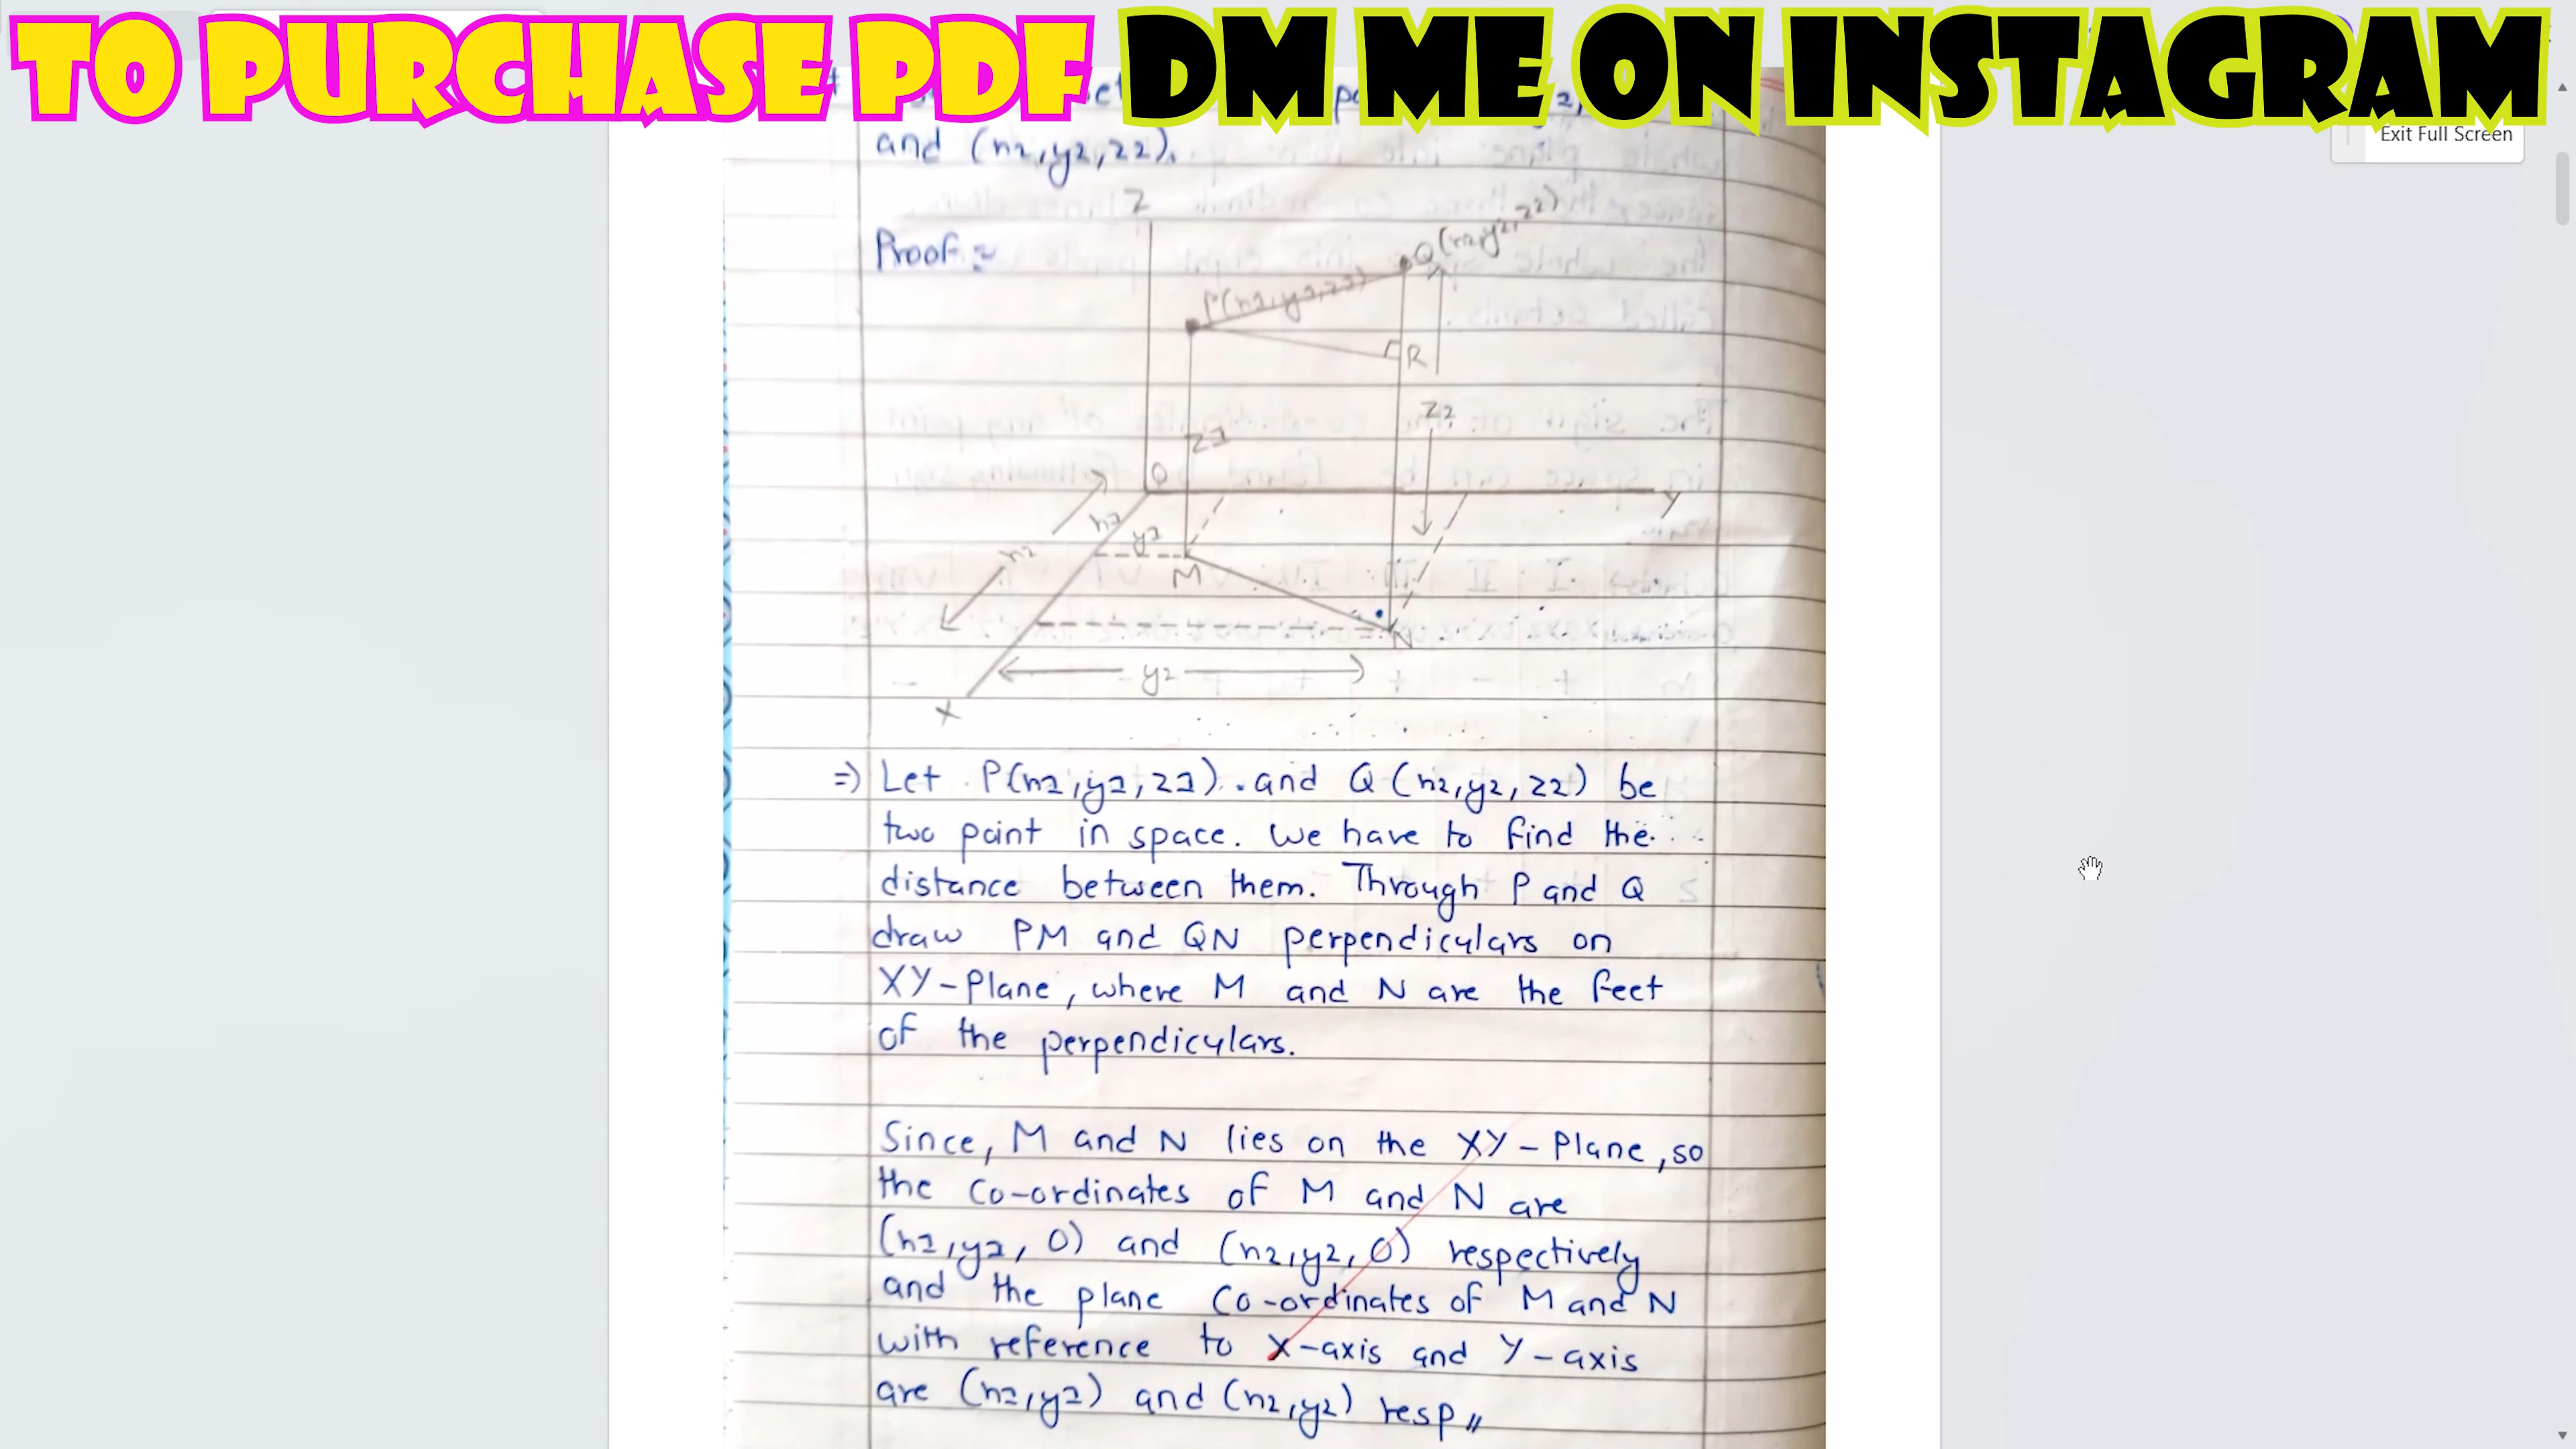 TO PURCHASE PDF DM ME ON INSTAGRAM
Exit Full Screen
and (x2,y2,z2).
Z
Proof:-
Q(x2,y2,z2)
P(x1,y1,z1)
R
z2
z1
O
Y
x1
y1
x2
M
N
y2
X
=) Let P(x1,y1,z1). and Q (x2,y2,z2) be
two point in space. We have to find the
distance between them. Through P and Q
draw PM and QN perpendiculars on
XY-Plane, where M and N are the feet
of the perpendiculars.
Since, M and N lies on the XY-Plane, so
the Co-ordinates of M and N are
(x1,y1, 0) and (x2,y2, 0) respectively
and the plane Co-ordinates of M and N
with reference to X-axis and Y-axis
are (x1,y1) and (x2,y2) resp